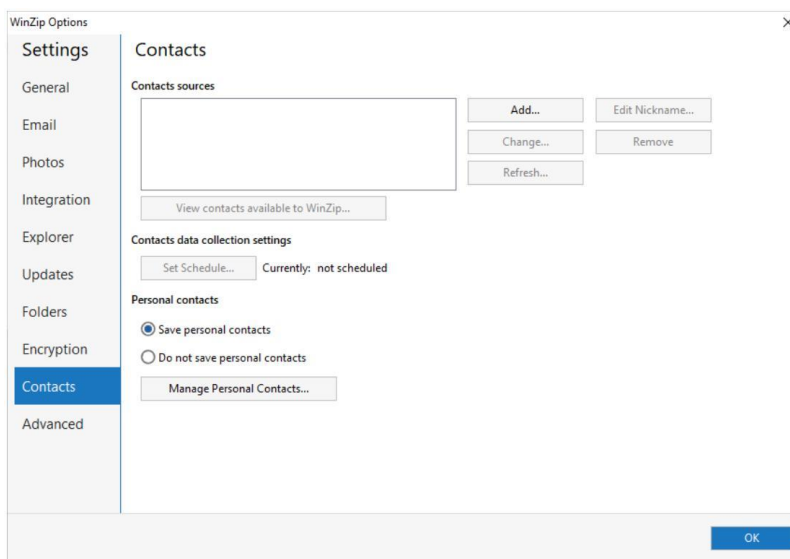 WinZip Options
Settings
General
Email
Photos
Integration
Explorer
Updates
Folders
Encryption
Contacts
Advanced
Contacts
Contacts sources
Add... Edit Nickname...
Change... Remove
Refresh...
View contacts available to WinZip...
Contacts data collection settings
Set Schedule... Currently: not scheduled
Personal contacts
Save personal contacts
Do not save personal contacts
Manage Personal Contacts...
OK